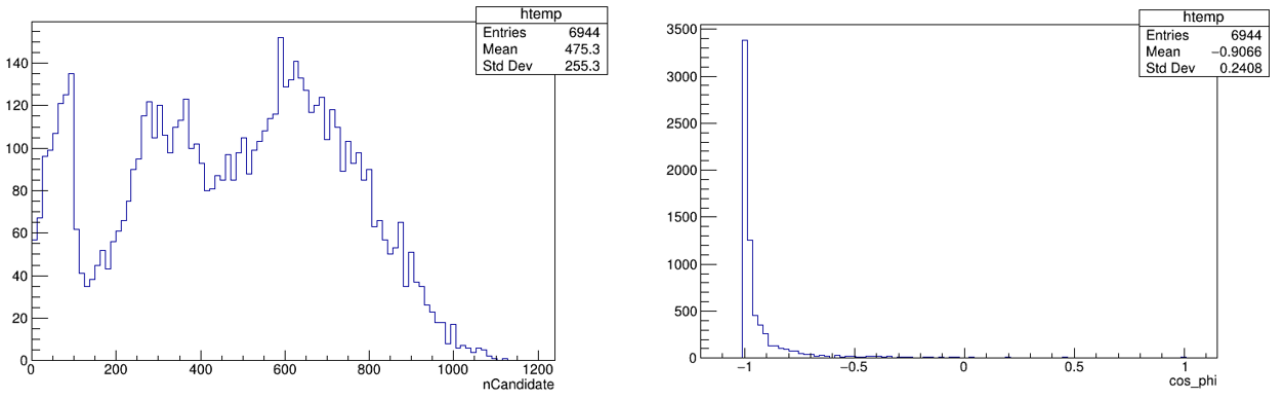 htemp
Entries 6944
Mean 475.3
Std Dev 255.3
140
120
100
80
60
40
20
0
0 200 400 600 800 1000 1200
nCandidate
htemp
Entries 6944
Mean −0.9066
Std Dev 0.2408
3500
3000
2500
2000
1500
1000
500
0
−1 −0.5 0 0.5 1
cos_phi